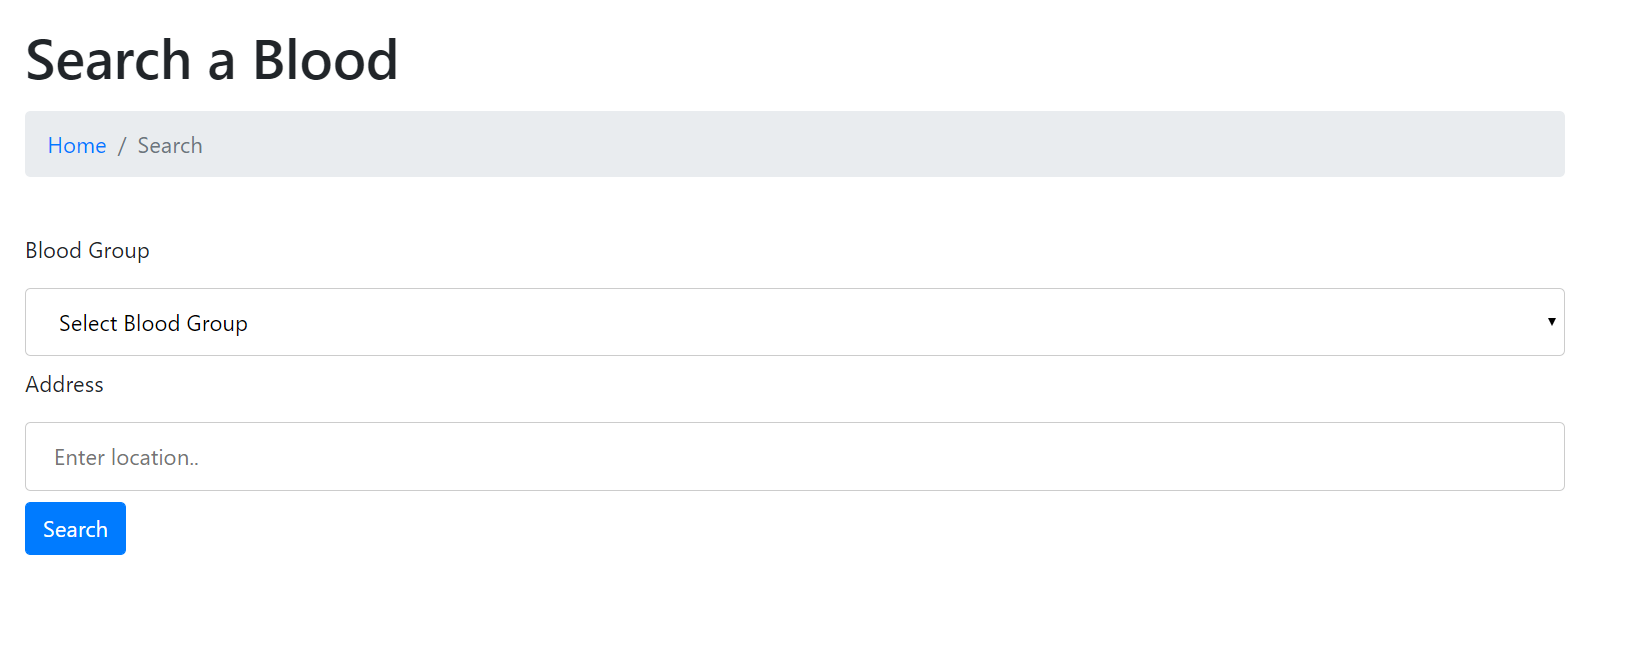 Search a Blood
Home / Search
Blood Group
Select Blood Group
Address
Enter location..
Search